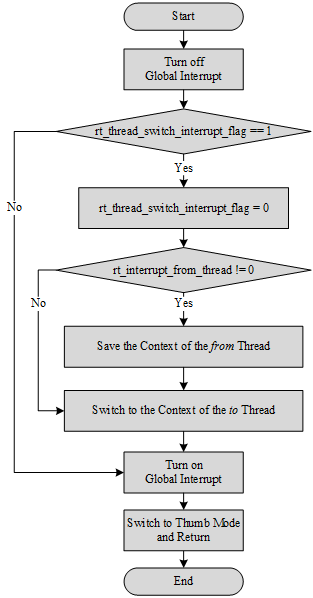 Start
Turn off
Global Interrupt
rt_thread_switch_interrupt_flag == 1
Yes
No
rt_thread_switch_interrupt_flag = 0
rt_interrupt_from_thread != 0
No
Yes
Save the Context of the from Thread
Switch to the Context of the to Thread
Turn on
Global Interrupt
Switch to Thumb Mode
and Return
End